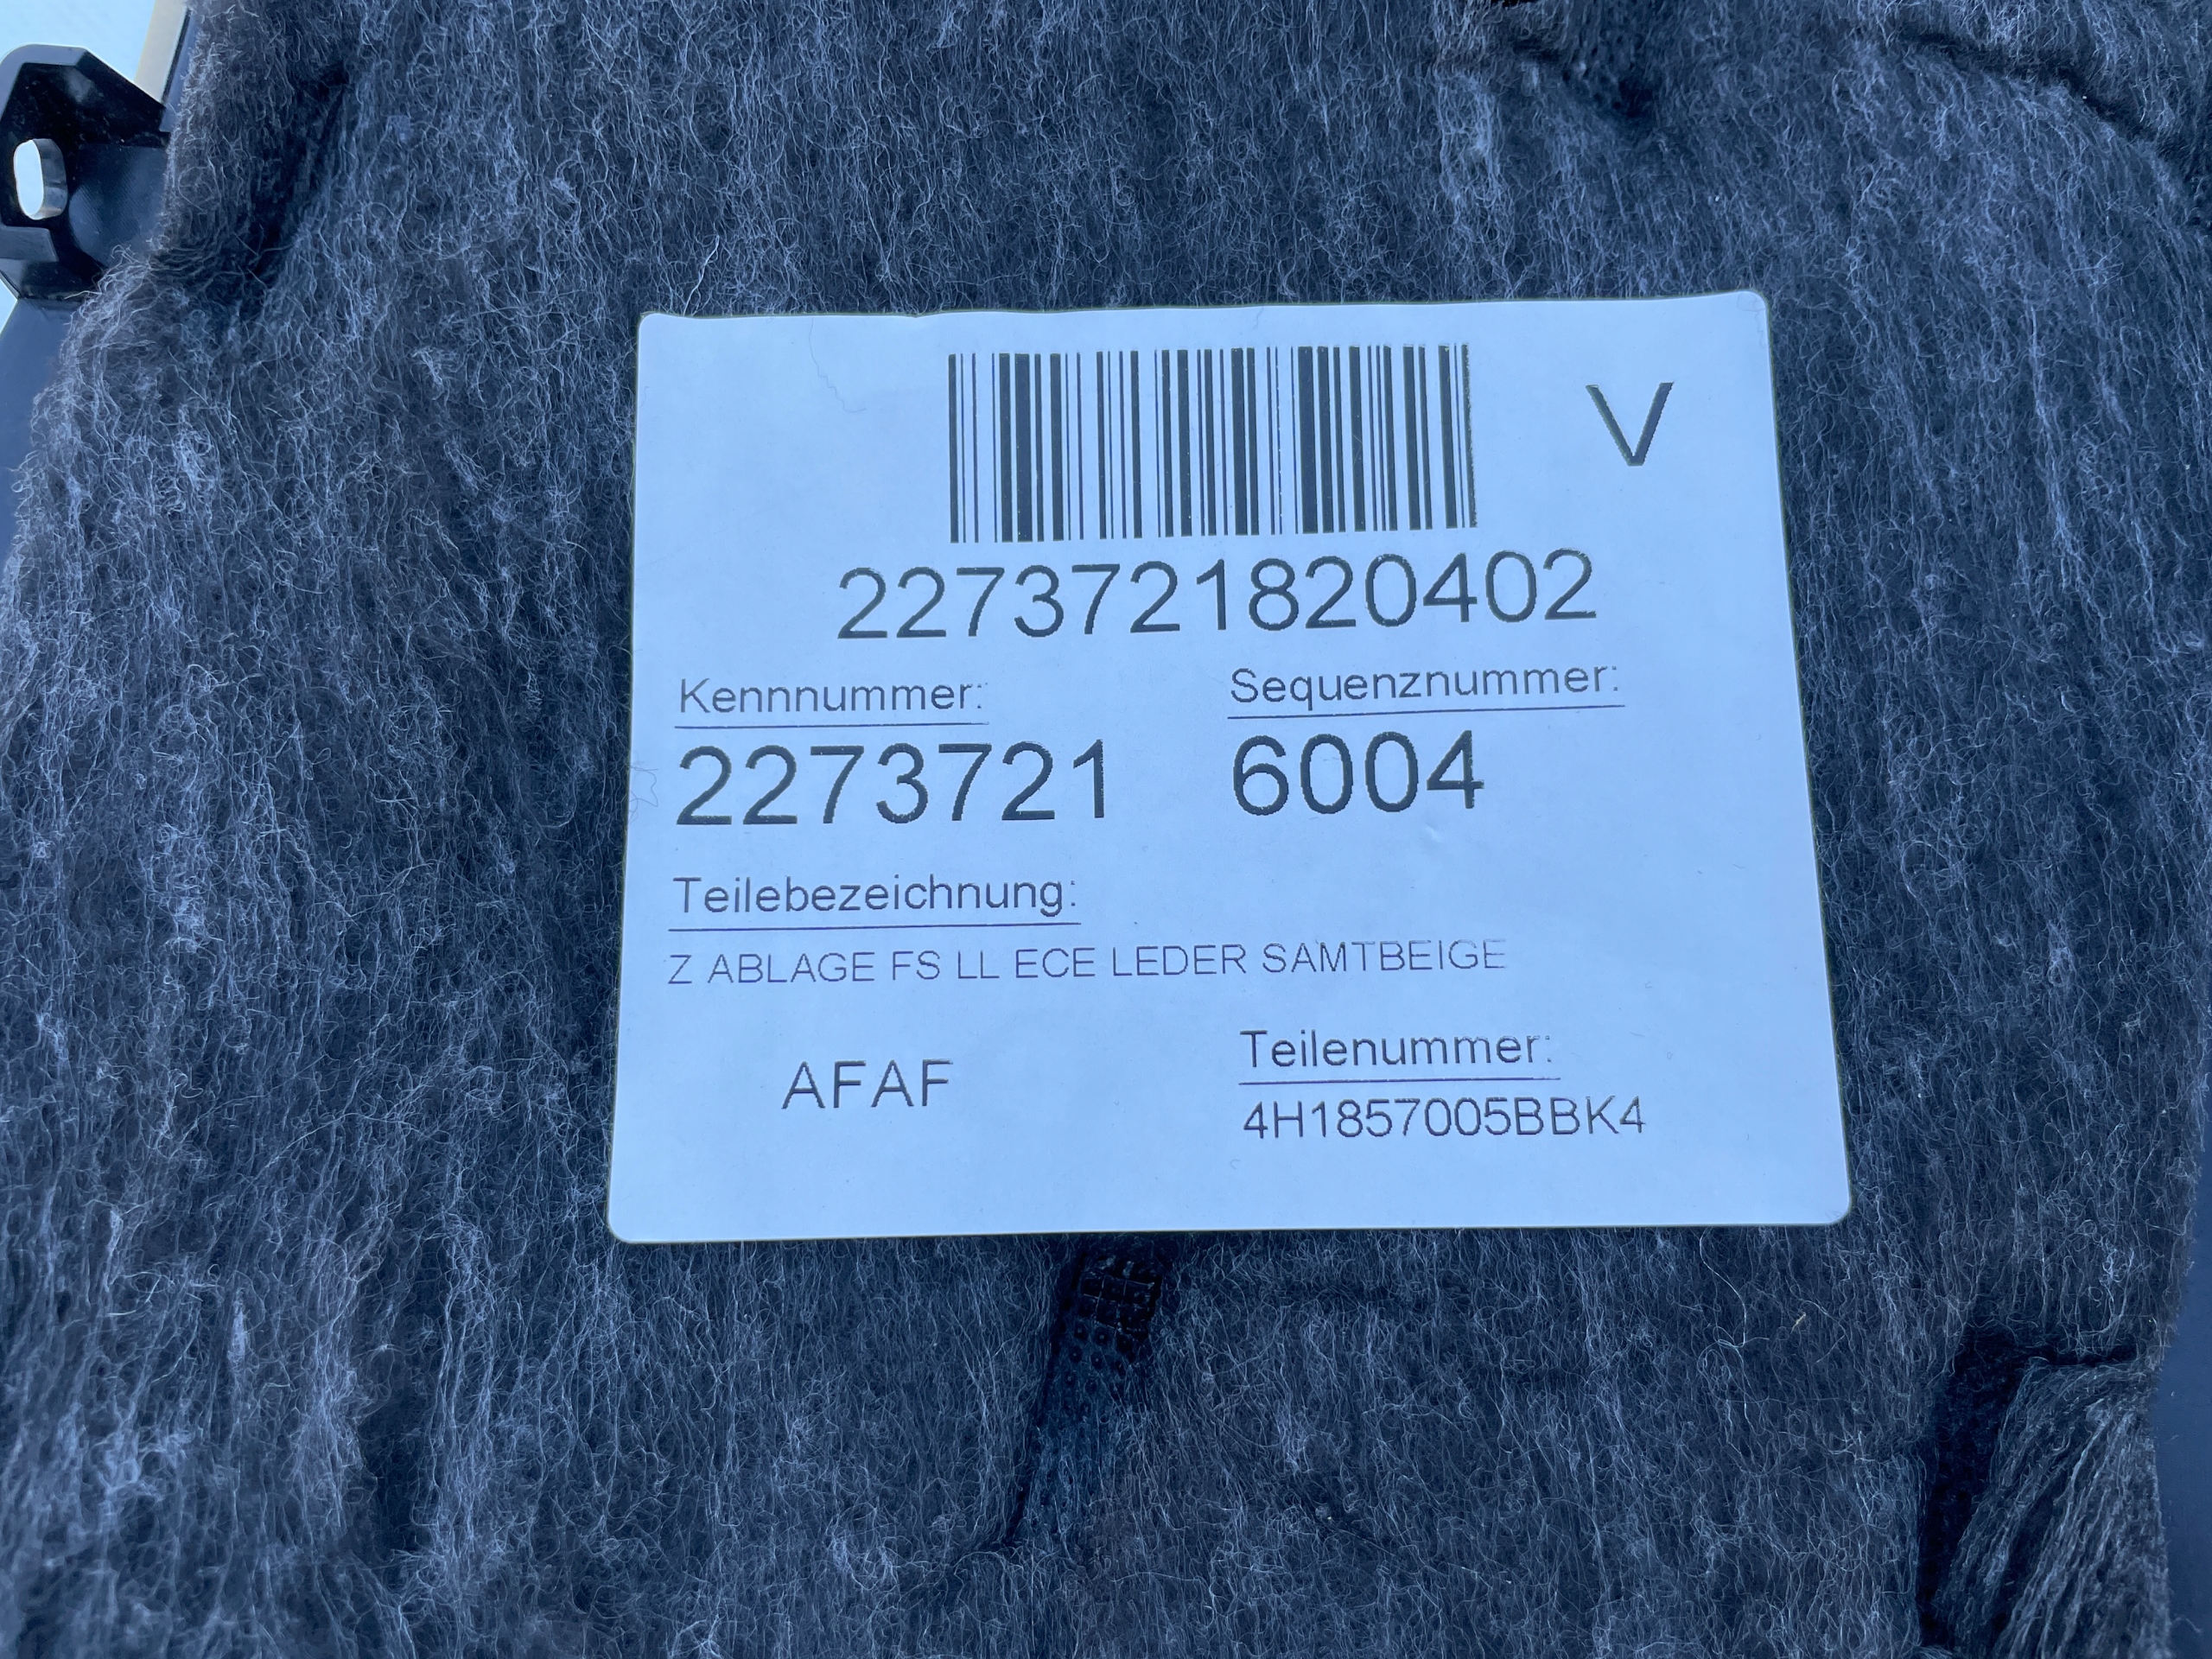 V
2273721820402
Kennnummer: Sequenznummer:
2273721 6004
Teilebezeichnung:
Z ABLAGE FS LL ECE LEDER SAMTBEIGE
AFAF
Teilenummer:
4H1857005BBK4